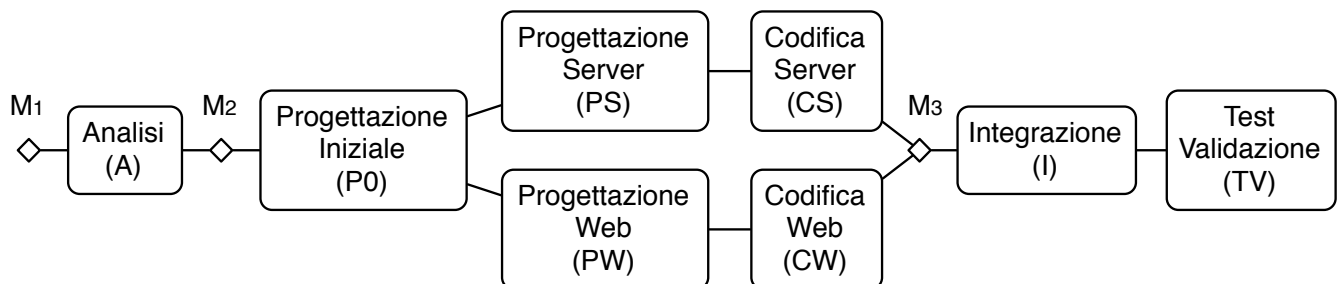 M1
Analisi
(A)
M2
Progettazione
Iniziale
(P0)
Progettazione
Server
(PS)
Codifica
Server
(CS)
Progettazione
Web
(PW)
Codifica
Web
(CW)
M3
Integrazione
(I)
Test
Validazione
(TV)